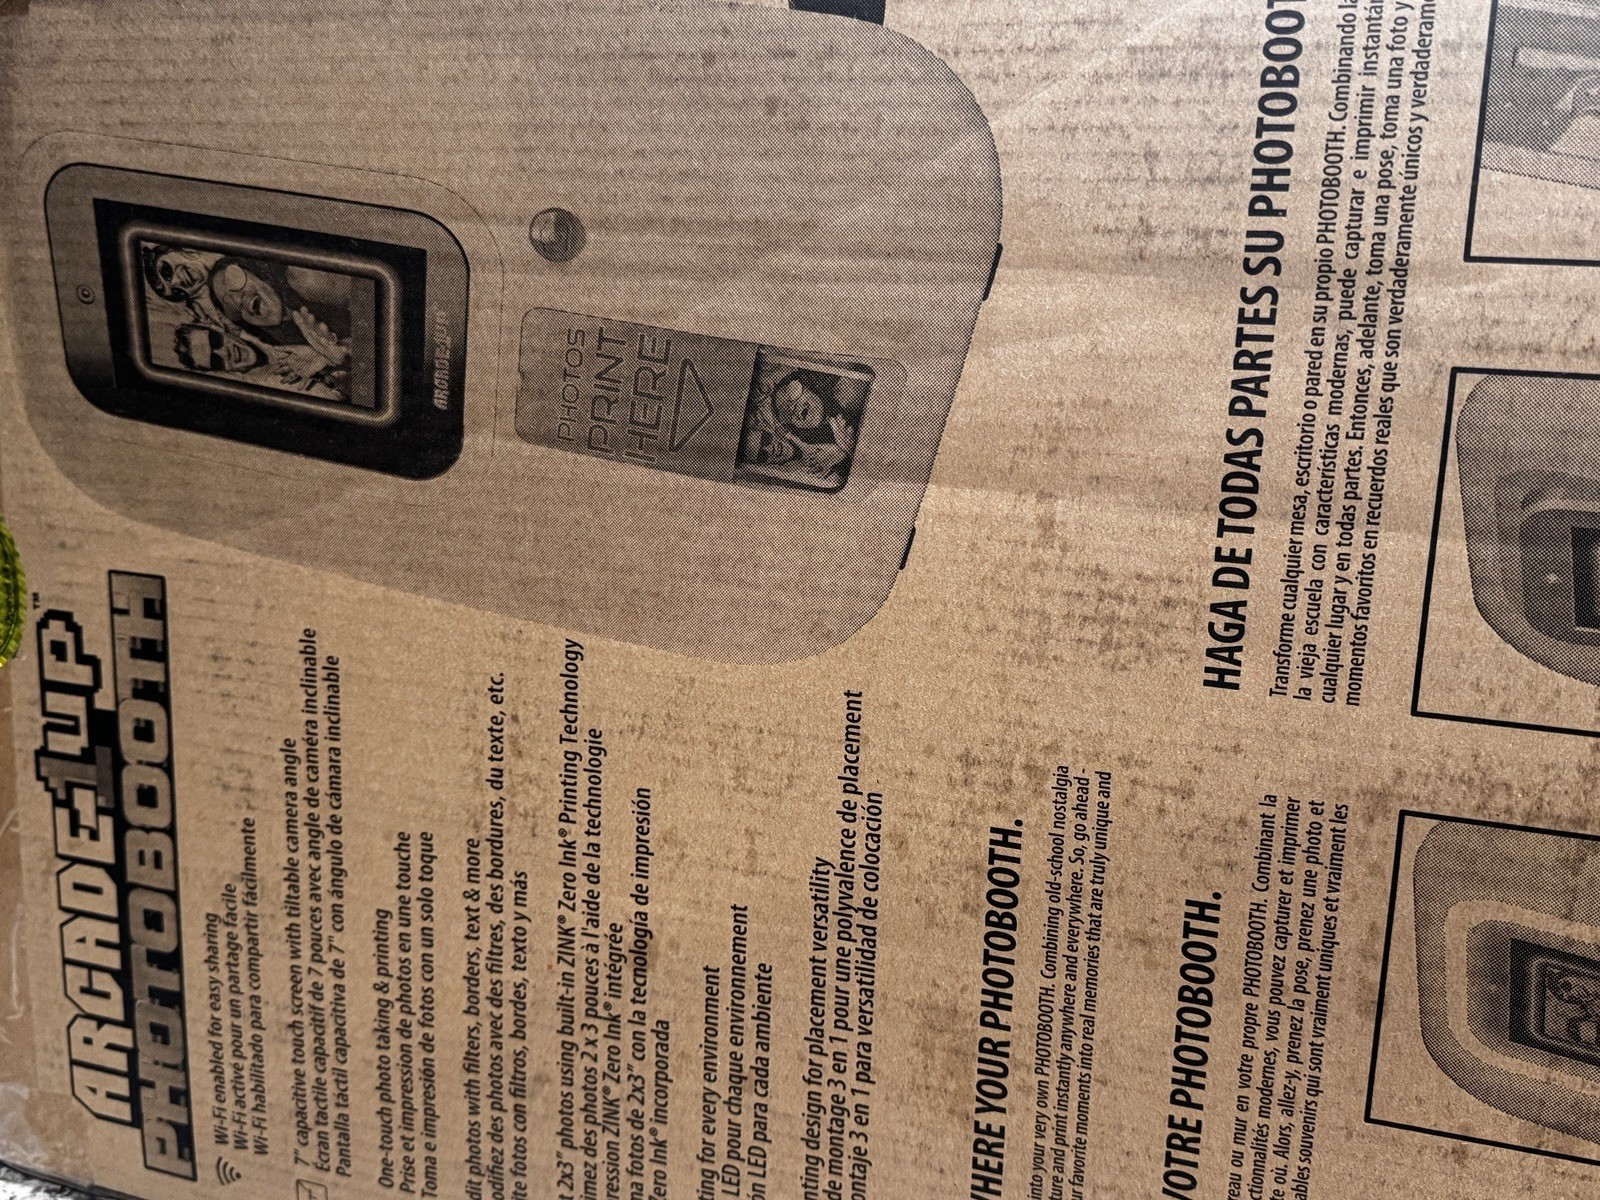 ARCADE1UP™
PHOTOBOOTH
Wi-Fi enabled for easy sharing
Wi-Fi active pour un partage facile
Wi-Fi habilitado para compartir fácilmente
7" capacitive touch screen with tiltable camera angle
Écran tactile capacitif de 7 pouces avec angle de caméra inclinable
Pantalla táctil capacitiva de 7" con ángulo de cámara inclinable
One-touch photo taking & printing
Prise et impression de photos en une touche
Toma e impresión de fotos con un solo toque
photos with filters, borders, text & more
des photos avec des filtres, des bordures, du texte, etc.
fotos con filtros, bordes, texto y más
2x3" photos using built-in ZINK® Zero Ink® Printing Technology
des photos 2 x 3 pouces à l'aide de la technologie
ZINK® Zero Ink® intégrée
fotos de 2x3" con la tecnología de impresión
Ink® incorporada
for every environment
LED pour chaque environnement
LED para cada ambiente
design for placement versatility
de montage 3 en 1 pour une polyvalence de placement
3 en 1 para versatilidad de colocación
ARCADE1UP
PHOTOS
PRINT
HERE
YOUR PHOTOBOOTH.
into your very own PHOTOBOOTH. Combining old-school nostalgia
and print instantly anywhere and everywhere. So, go ahead -
favorite moments into real memories that are truly unique and
VOTRE PHOTOBOOTH.
ou mur en votre propre PHOTOBOOTH. Combinant la
modernes, vous pouvez capturer et imprimer
où. Alors, allez-y, prenez la pose, prenez une photo et
souvenirs qui sont vraiment uniques et vraiment les
HAGA DE TODAS PARTES SU PHOTOBOOT
Transforme cualquier mesa, escritorio o pared en su propio PHOTOBOOTH. Combinando la
la vieja escuela con características modernas, puede capturar e imprimir instantán
cualquier lugar y en todas partes. Entonces, adelante, toma una pose, toma una foto y
momentos favoritos en recuerdos reales que son verdaderamente únicos y verdaderam